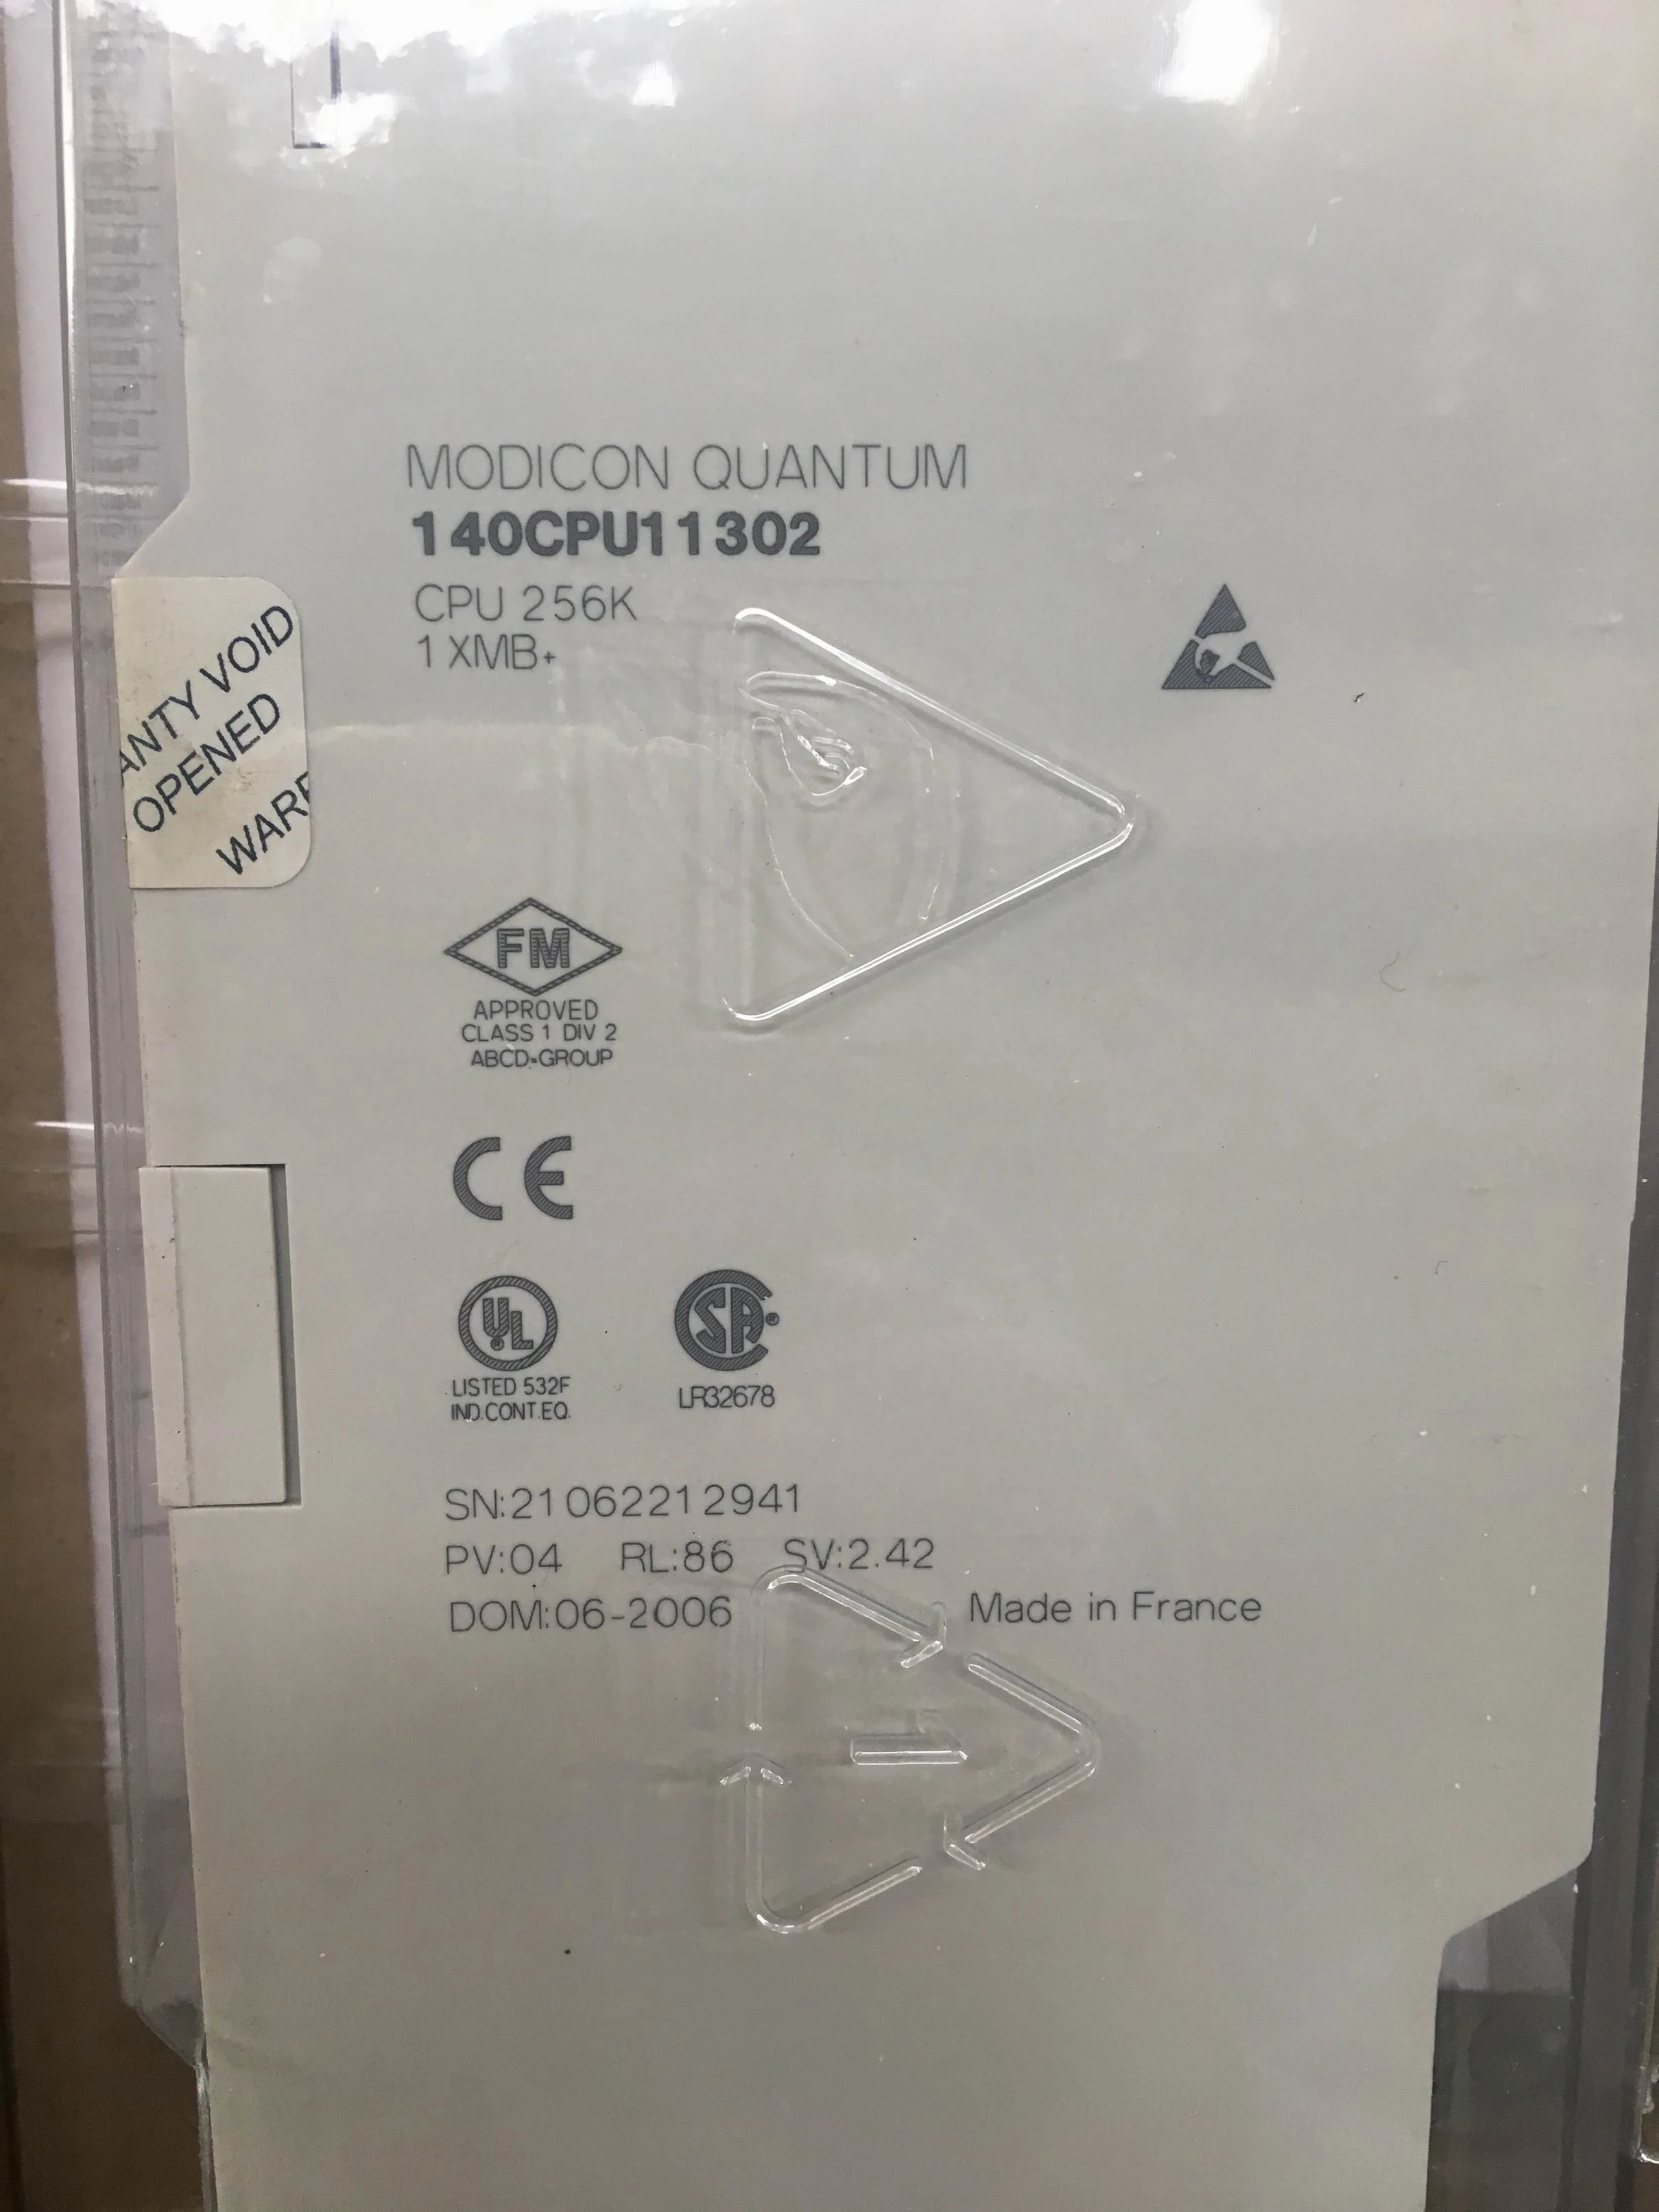 MODICON QUANTUM
140CPU11302
CPU 256K
1 XMB+
ANTY VOID
OPENED
WARR
FM
APPROVED
CLASS 1 DIV 2
ABCD-GROUP
CE
UL
LISTED 532F
IND.CONT.EQ.
SA
LR32678
SN:21062212941
PV:04 RL:86 SV:2.42
DOM:06-2006 Made in France